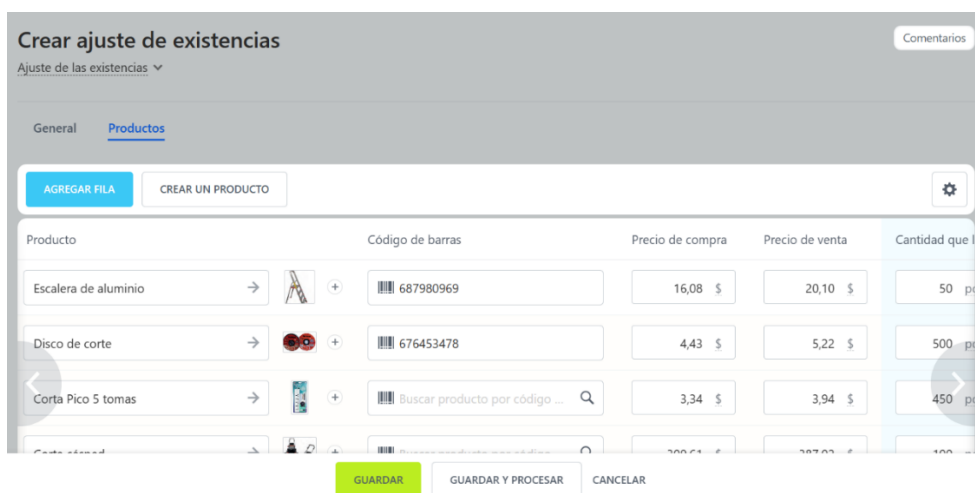 Crear ajuste de existencias
Comentarios
Ajuste de las existencias
General Productos
AGREGAR FILA CREAR UN PRODUCTO
Producto Código de barras Precio de compra Precio de venta Cantidad que
Escalera de aluminio 687980969 16,08 $ 20,10 $ 50
Disco de corte 676453478 4,43 $ 5,22 $ 500
Corta Pico 5 tomas Buscar producto por código ... 3,34 $ 3,94 $ 450
GUARDAR GUARDAR Y PROCESAR CANCELAR